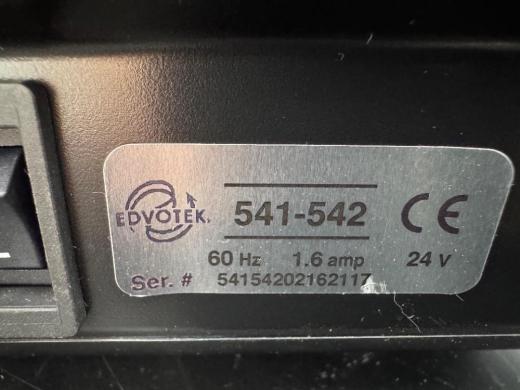 EDVOTEK.
541-542
CE
60 Hz 1.6 amp 24 V
Ser. # 54154202162117